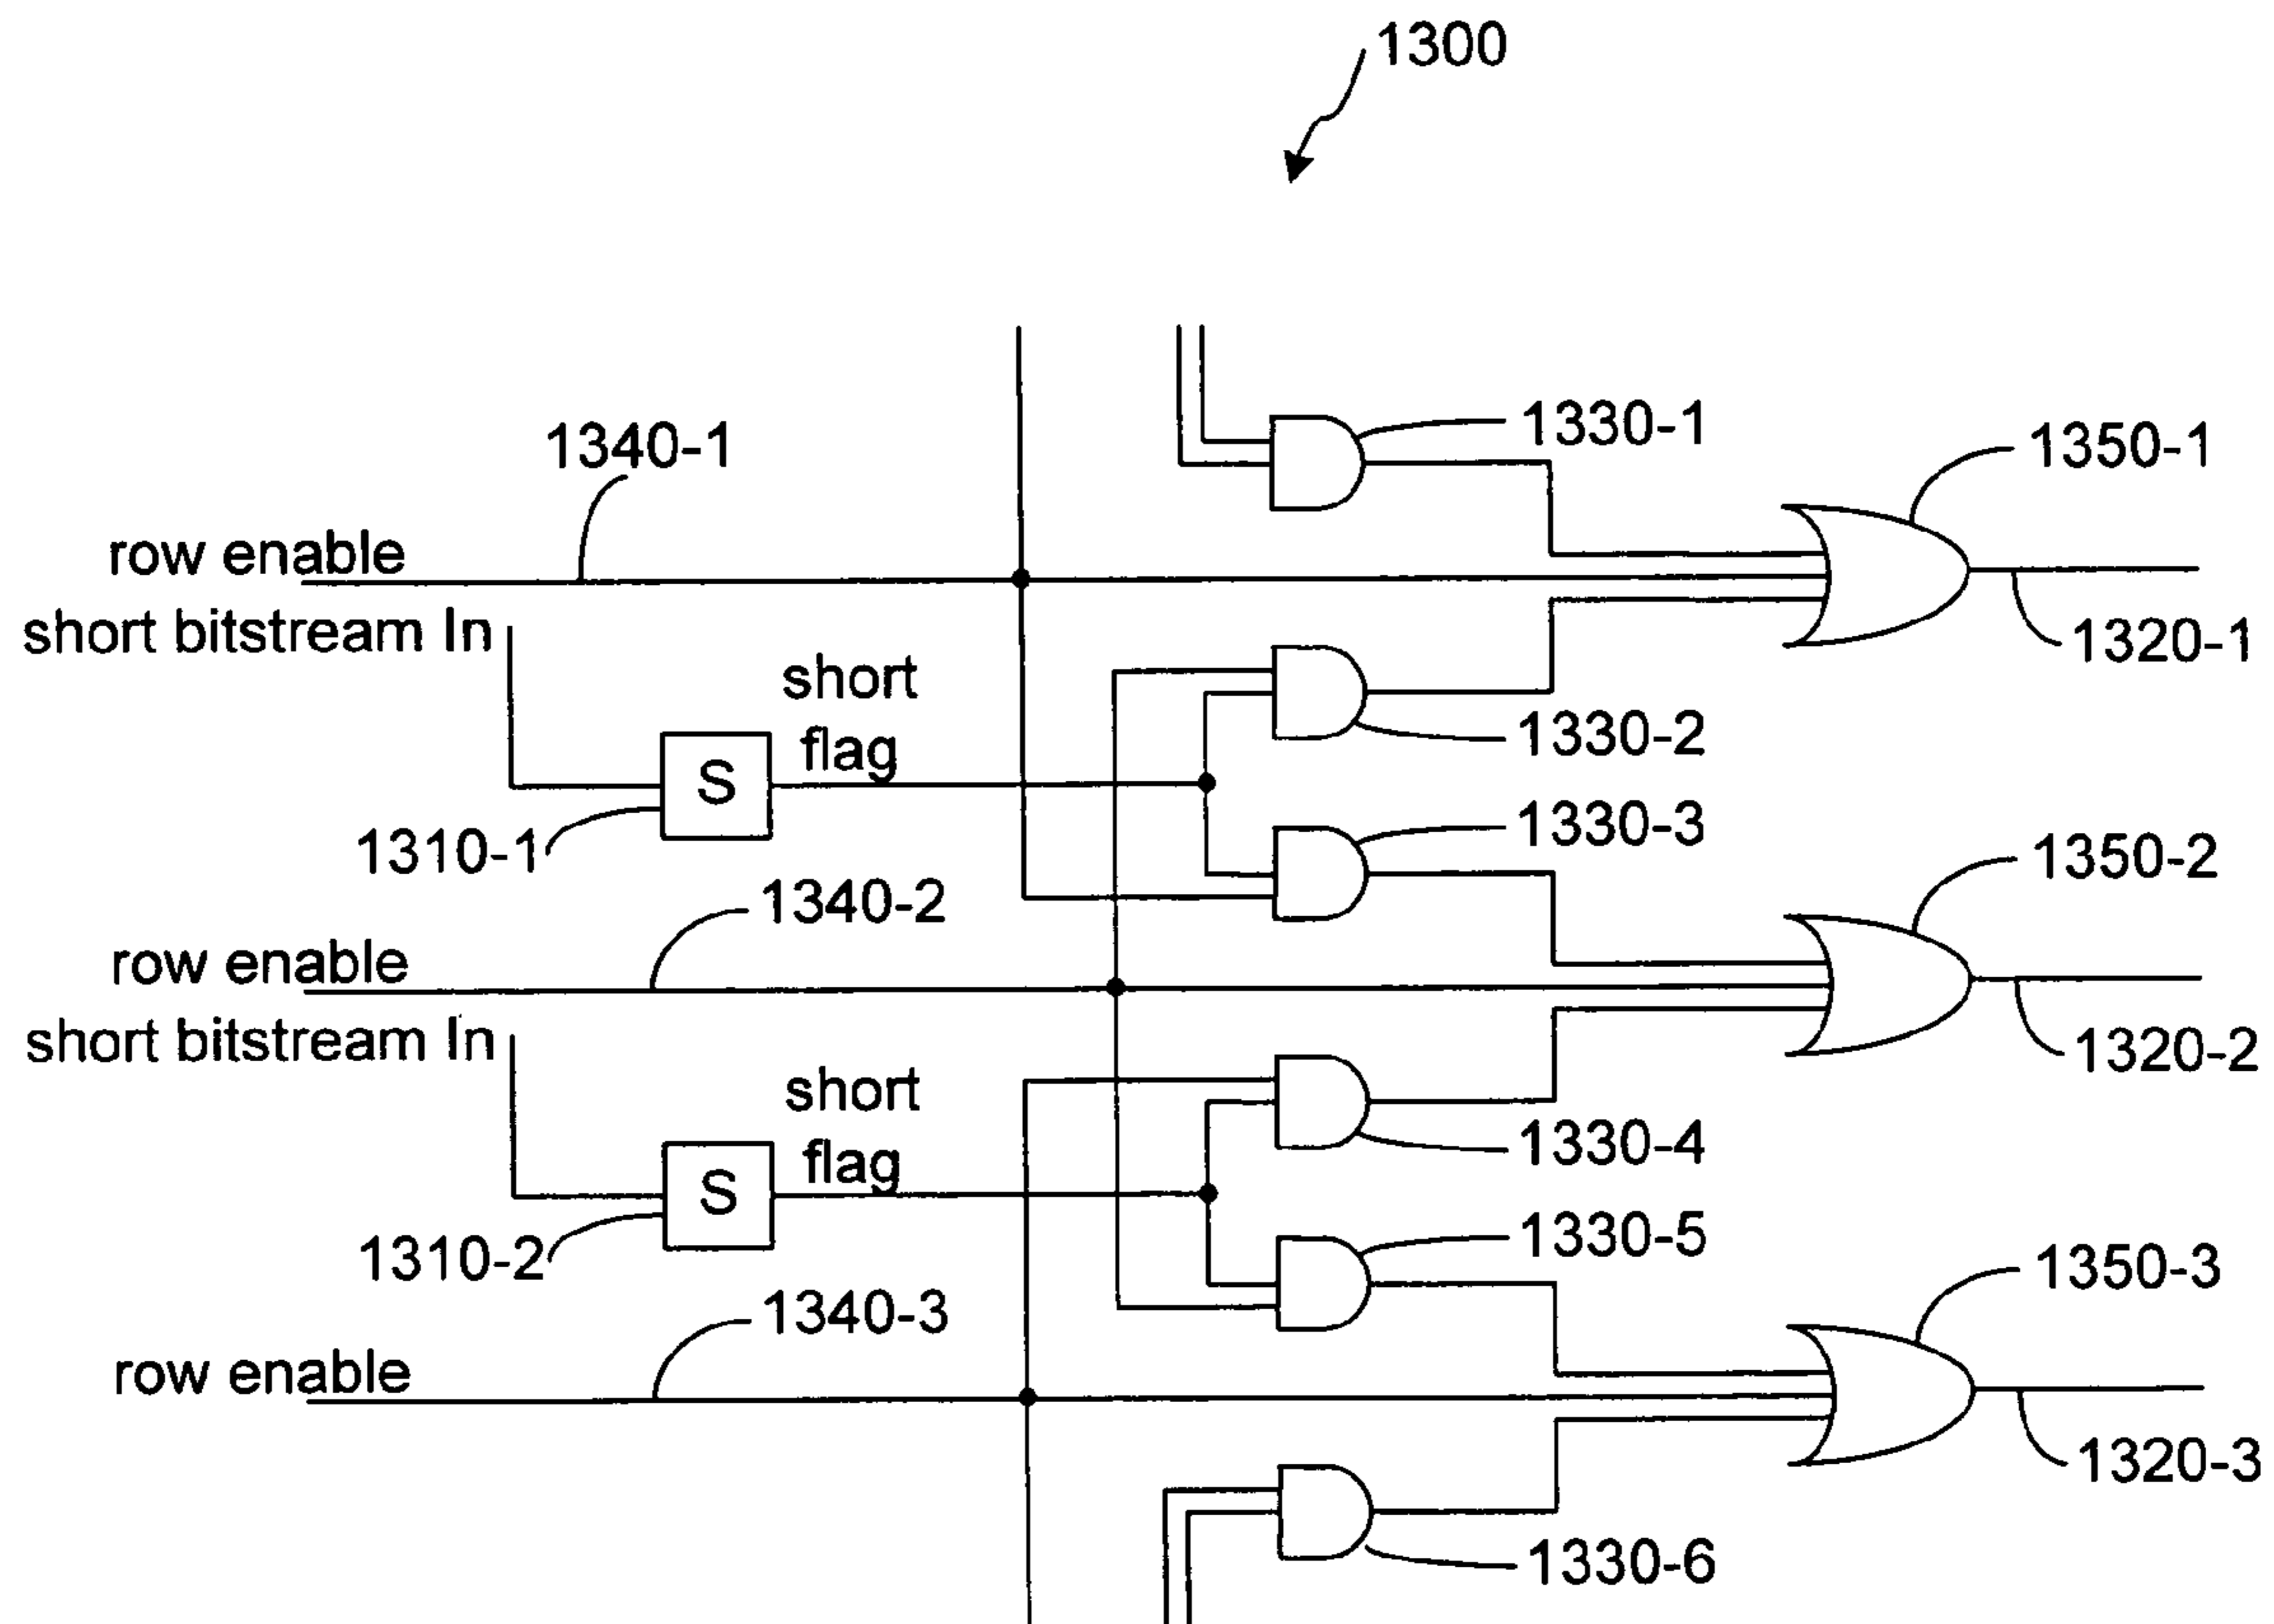 1300
1330-1
1340-1
1350-1
row enable
short bitstream In
1320-1
short
flag
1330-2
S
1330-3
1310-1
1340-2
1350-2
row enable
short bitstream In
1320-2
short
flag
1330-4
S
1330-5
1310-2
1340-3
1350-3
row enable
1320-3
1330-6